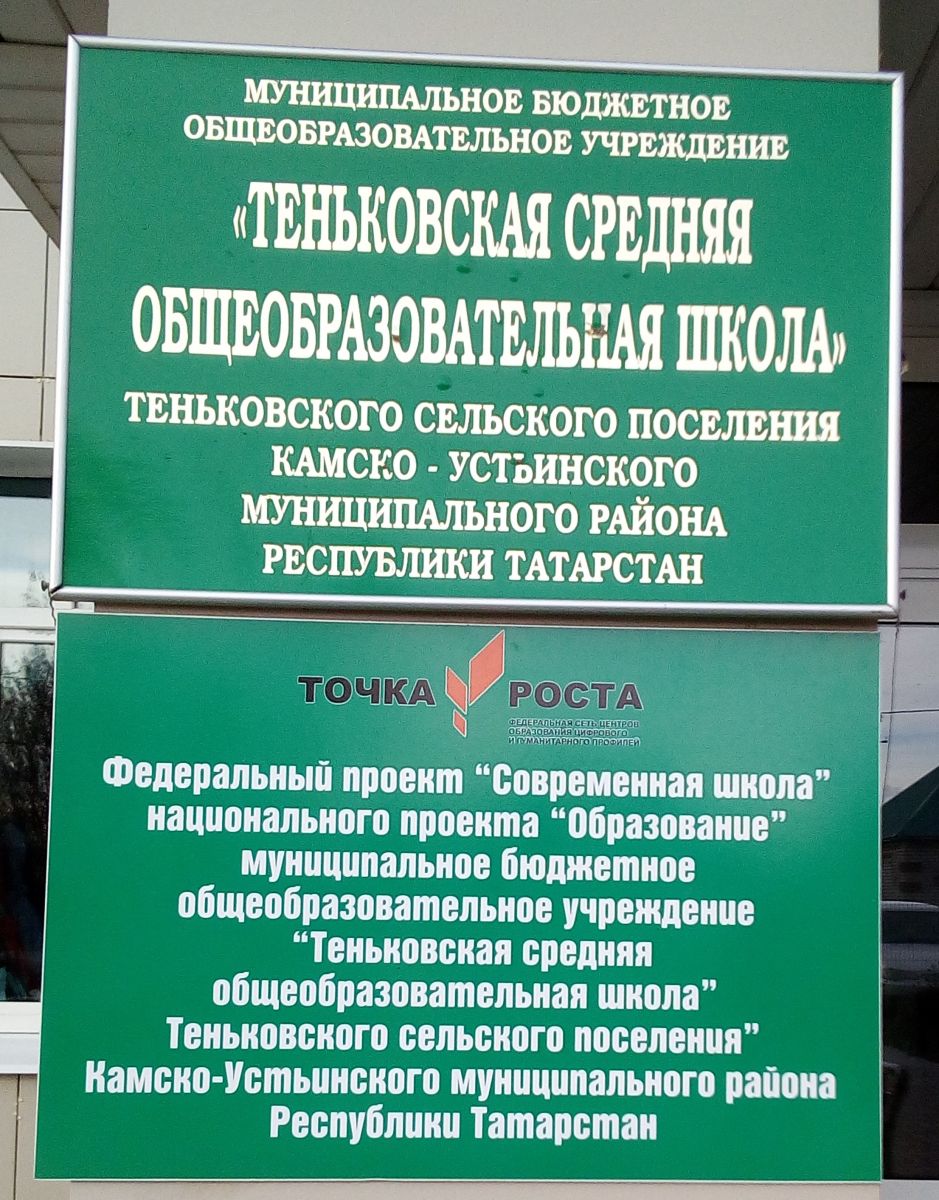 МУНИЦИПАЛЬНОЕ БЮДЖЕТНОЕ
ОБЩЕОБРАЗОВАТЕЛЬНОЕ УЧРЕЖДЕНИЕ
«ТЕНЬКОВСКАЯ СРЕДНЯЯ
ОБЩЕОБРАЗОВАТЕЛЬНАЯ ШКОЛА»
ТЕНЬКОВСКОГО СЕЛЬСКОГО ПОСЕЛЕНИЯ
КАМСКО - УСТЬИНСКОГО
МУНИЦИПАЛЬНОГО РАЙОНА
РЕСПУБЛИКИ ТАТАРСТАН
ТОЧКА РОСТА
ФЕДЕРАЛЬНАЯ СЕТЬ ЦЕНТРОВ
ОБРАЗОВАНИЯ ЦИФРОВОГО
И ГУМАНИТАРНОГО ПРОФИЛЕЙ
Федеральный проект “Современная школа”
национального проекта “Образование”
муниципальное бюджетное
общеобразовательное учреждение
“Теньковская средняя
общеобразовательная школа”
Теньковского сельского поселения”
Камско-Устьинского муниципального района
Республики Татарстан